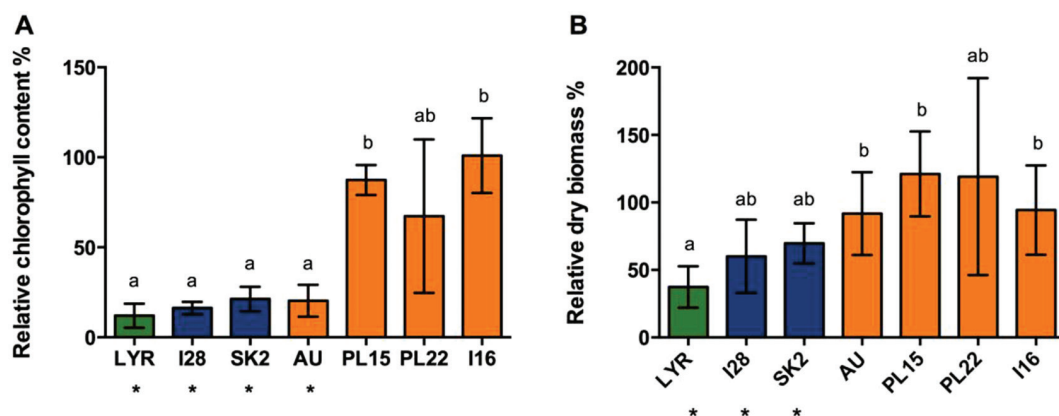 A
Relative chlorophyll content %
150
100
50
0
a a a a b ab b
LYR I28 SK2 AU PL15 PL22 I16
* * * *
B
Relative dry biomass %
200
150
100
50
0
a ab ab b b ab b
LYR I28 SK2 AU PL15 PL22 I16
* * *